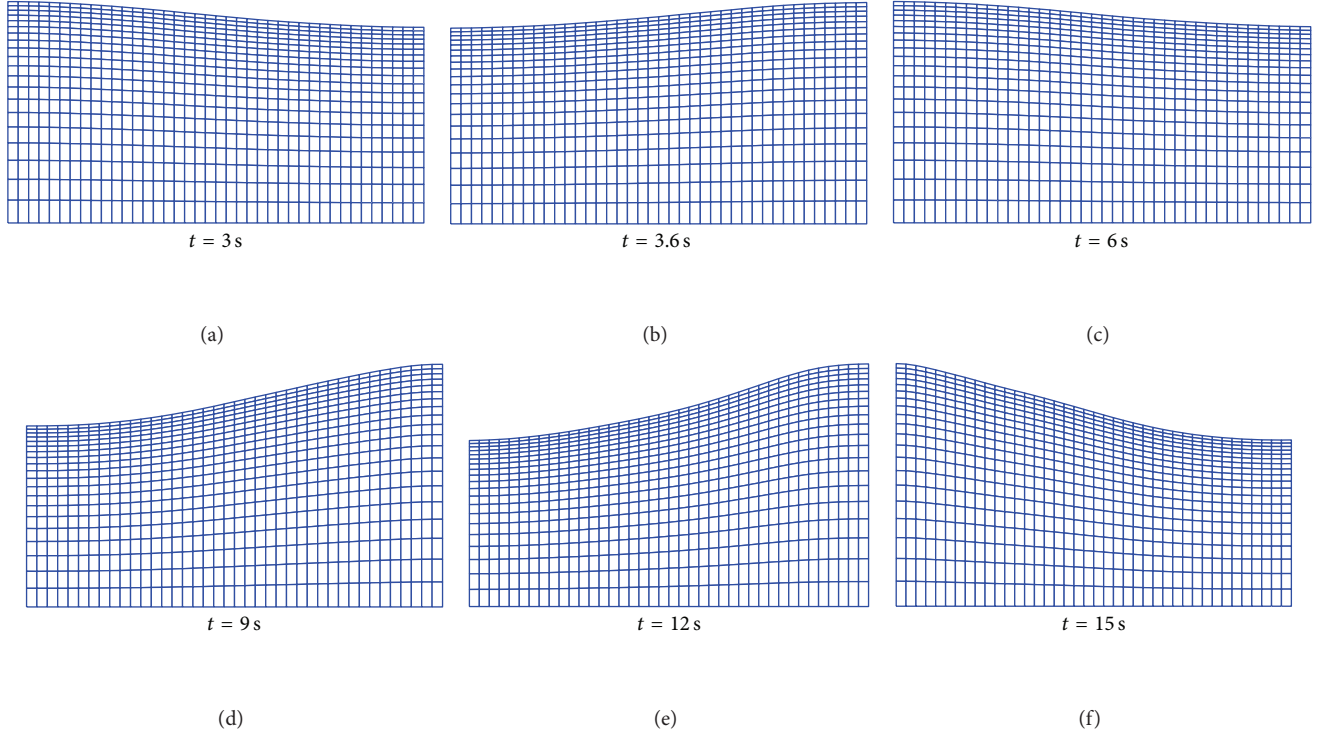 t = 3 s
t = 3.6 s
t = 6 s
(a)
(b)
(c)
t = 9 s
t = 12 s
t = 15 s
(d)
(e)
(f)